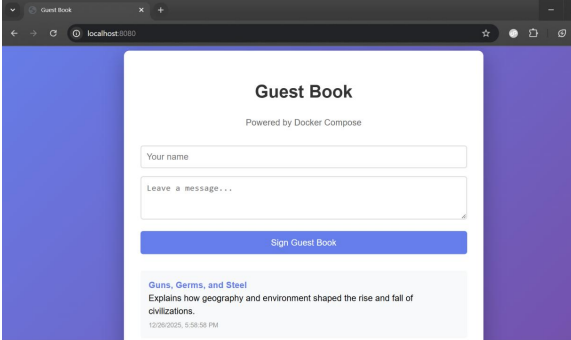 Guest Book
localhost:8080
Guest Book
Powered by Docker Compose
Your name
Leave a message...
Sign Guest Book
Guns, Germs, and Steel
Explains how geography and environment shaped the rise and fall of
civilizations.
12/26/2025, 5:58:58 PM